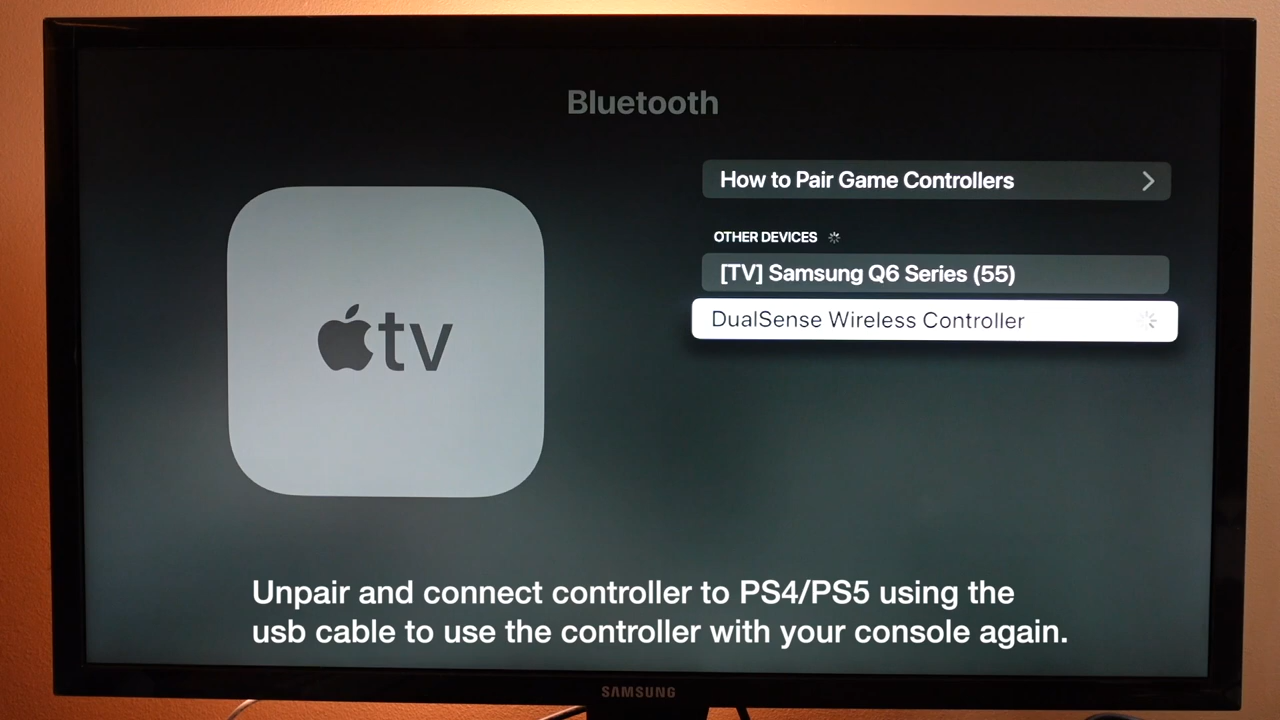 Bluetooth
How to Pair Game Controllers
OTHER DEVICES
[TV] Samsung Q6 Series (55)
DualSense Wireless Controller
tv
Unpair and connect controller to PS4/PS5 using the
usb cable to use the controller with your console again.
SAMSUNG